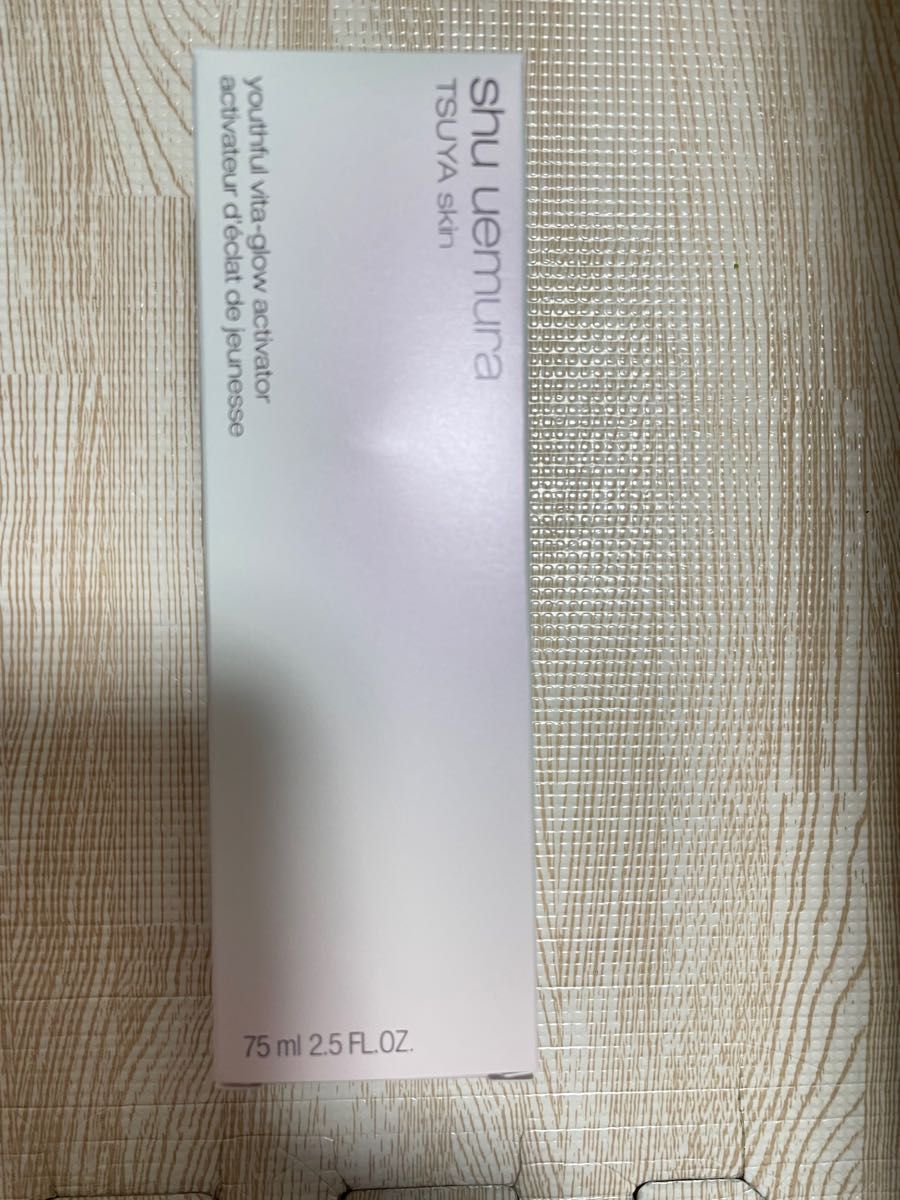 shu uemura
TSUYA skin
youthful vita-glow activator
activateur d'éclat de jeunesse
75 ml 2.5 FL.OZ.